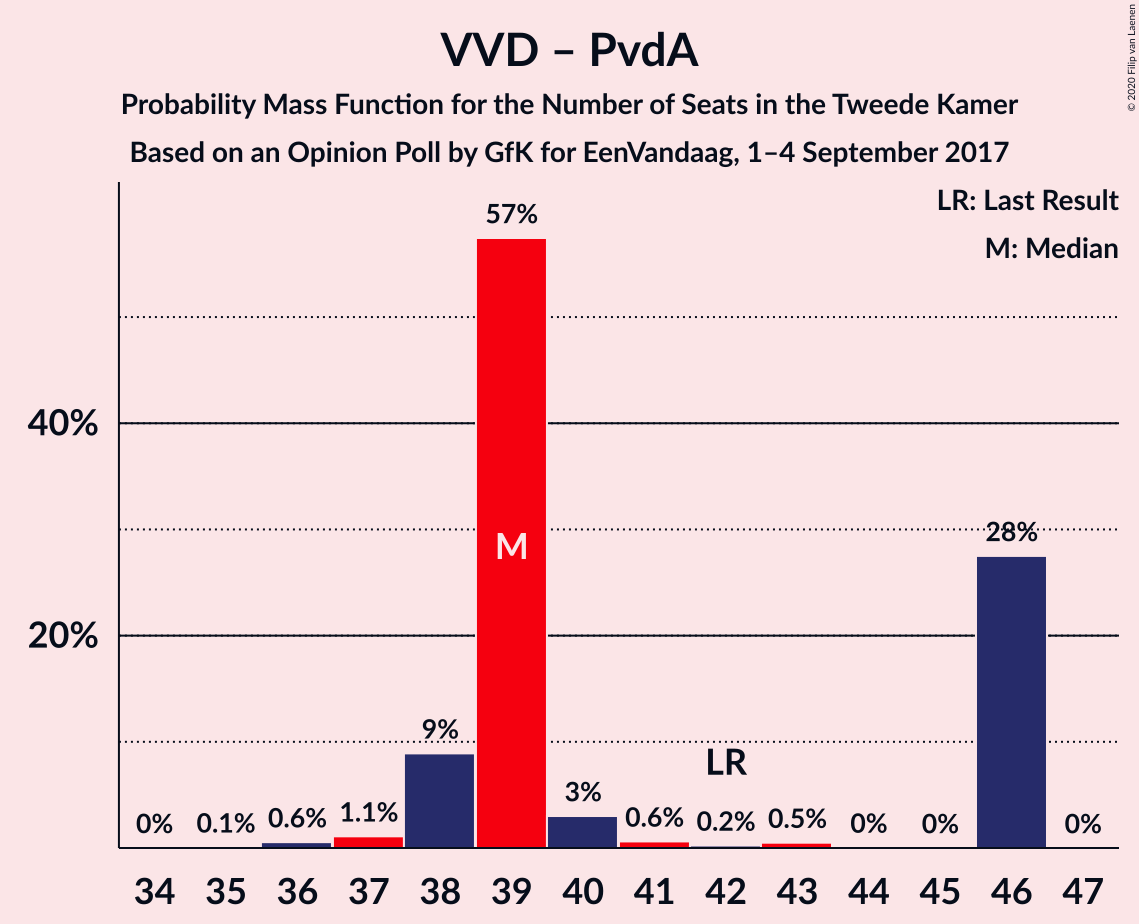 VVD – PvdA
Probability Mass Function for the Number of Seats in the Tweede Kamer
Based on an Opinion Poll by GfK for EenVandaag, 1–4 September 2017
© 2020 Filip van Laenen
LR: Last Result
M: Median
57%
40%
M
28%
20%
9%
LR
0% 0.1% 0.6% 1.1% 3% 0.6% 0.2% 0.5% 0% 0% 0%
34 35 36 37 38 39 40 41 42 43 44 45 46 47